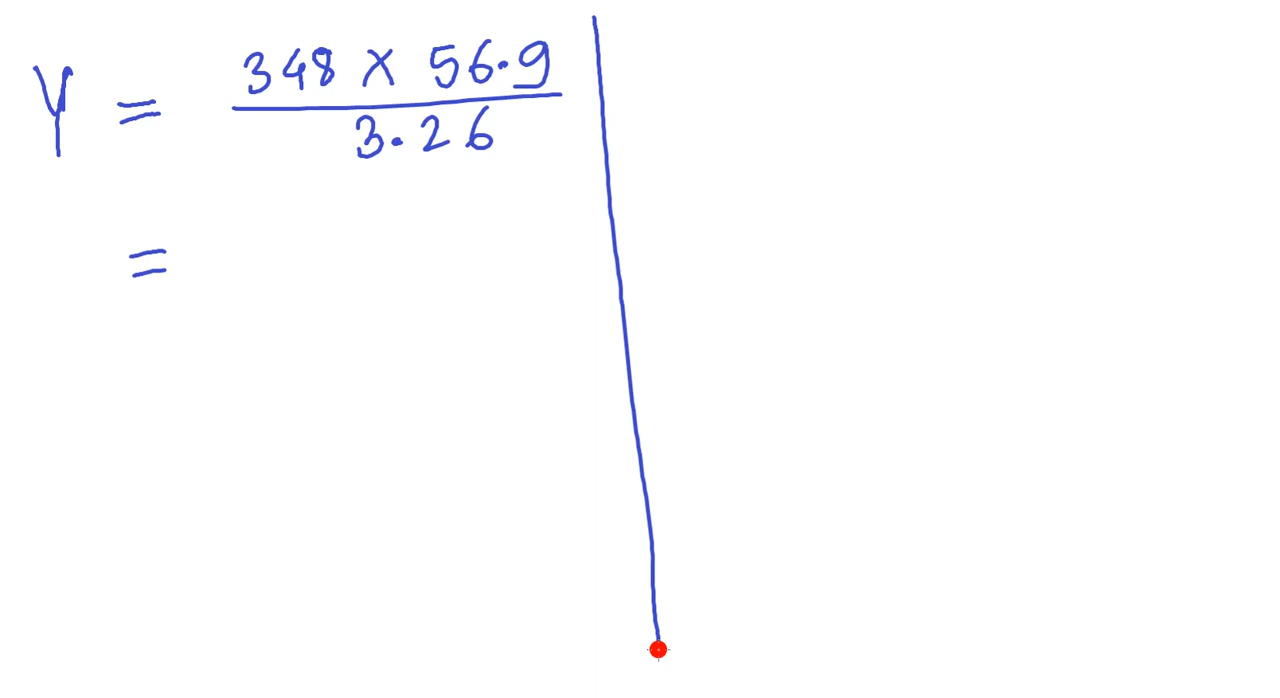 Y = 348 × 56.9 / 3.26
=